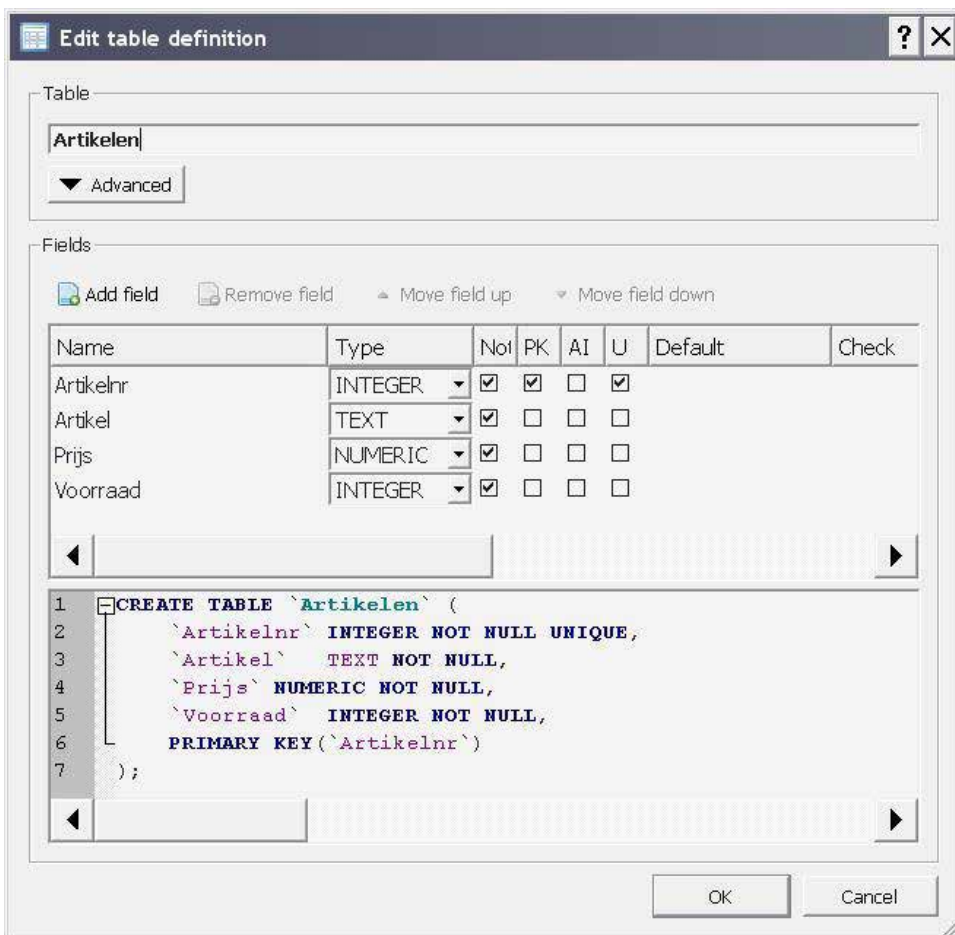 Edit table definition ? ×
Table
Artikelen
Advanced
Fields
Add field Remove field Move field up Move field down
Name Type Not PK AI U Default Check
Artikelnr INTEGER
Artikel TEXT
Prijs NUMERIC
Voorraad INTEGER
1 CREATE TABLE `Artikelen` (
2 `Artikelnr` INTEGER NOT NULL UNIQUE,
3 `Artikel` TEXT NOT NULL,
4 `Prijs` NUMERIC NOT NULL,
5 `Voorraad` INTEGER NOT NULL,
6 PRIMARY KEY(`Artikelnr`)
7 );
OK Cancel